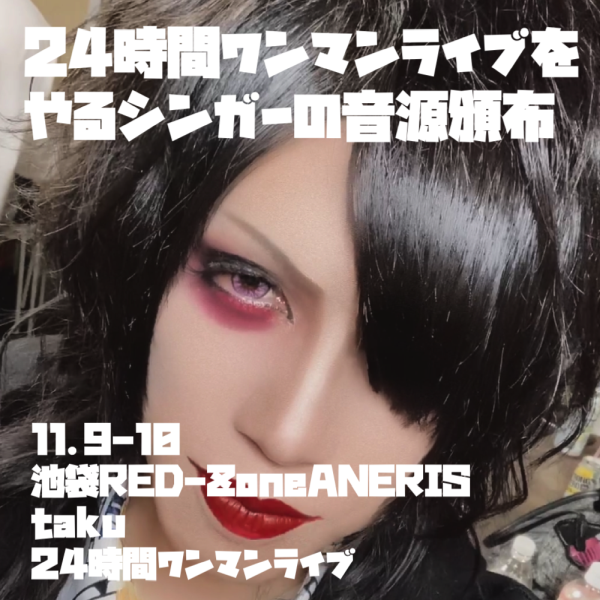 24時間ワンマンライブを
やるシンガーの音源頒布
11.9-10
池袋RED-ZoneANERIS
taku
24時間ワンマンライブ